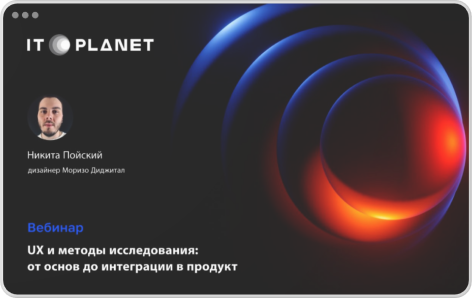 IT PLANET
Никита Пойский
дизайнер Моризо Диджитал
Вебинар
UX и методы исследования:
от основ до интеграции в продукт